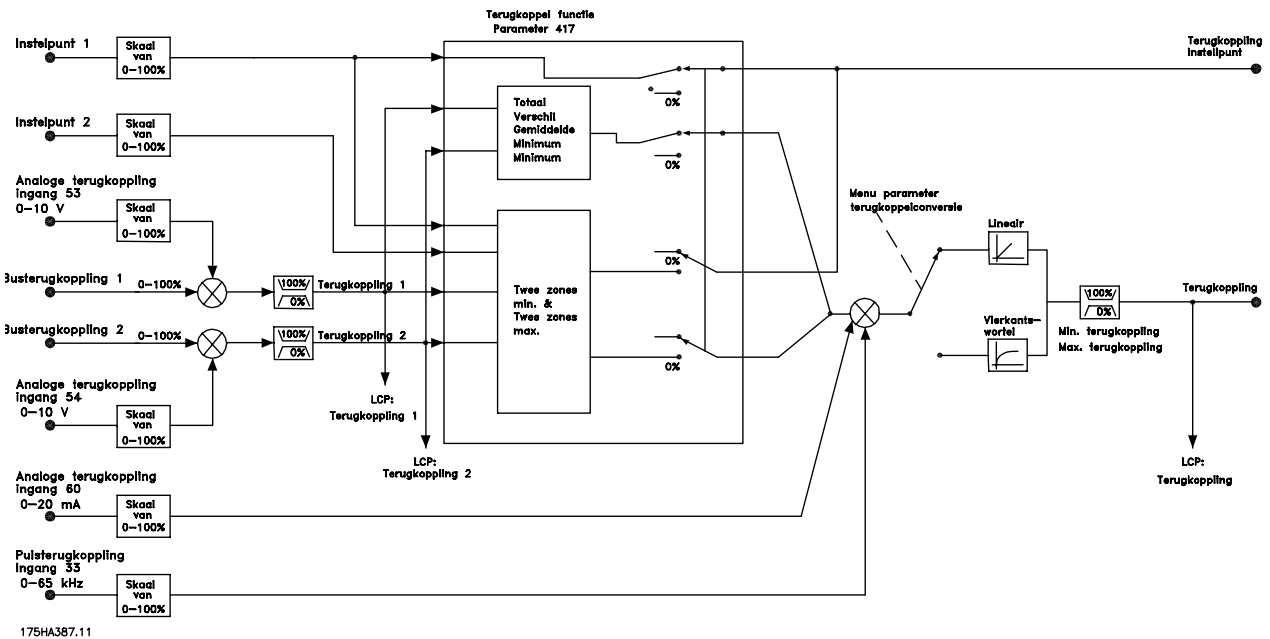 Terugkoppel functie
Parameter 417
Instelpunt 1
Skaal
van
0-100%
Terugkoppling
Instelpunt
0%
Instelpunt 2
Skaal
van
0-100%
Totaal
Verschil
Gemiddelde
Minimum
Minimum
0%
Analoge terugkoppling
ingang 53
0-10 V
Skaal
van
0-100%
Menu parameter
terugkoppelconversie
Lineair
0%
Busterugkoppling 1
0-100%
\100%/
/0%\
Terugkoppling 1
Twee zones
min. &
Twee zones
max.
Terugkoppling
\100%/
/0%\
Busterugkoppling 2
0-100%
\100%/
/0%\
Terugkoppling 2
Vierkants-
wortel
Min. terugkoppling
Max. terugkoppling
0%
Analoge terugkoppling
ingang 54
0-10 V
Skaal
van
0-100%
LCP:
Terugkoppling 1
LCP:
Terugkoppling 2
LCP:
Terugkoppling
Analoge terugkoppling
ingang 60
0-20 mA
Skaal
van
0-100%
Pulsterugkoppling
Ingang 33
0-65 kHz
Skaal
van
0-100%
175HA387.11